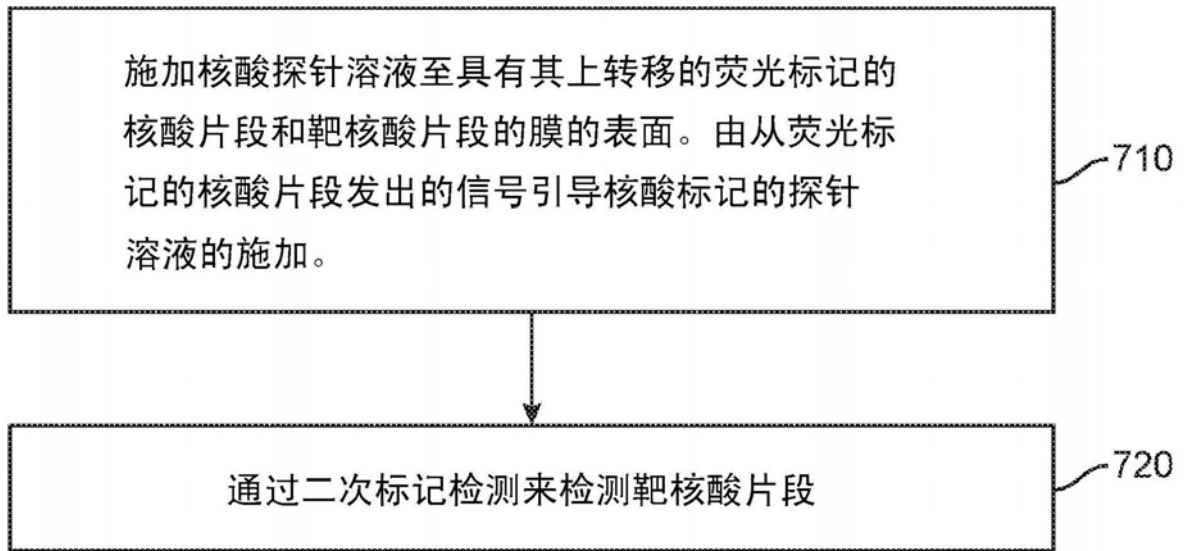 施加核酸探针溶液至具有其上转移的荧光标记的
核酸片段和靶核酸片段的膜的表面。由从荧光标
记的核酸片段发出的信号引导核酸标记的探针
溶液的施加。
710
通过二次标记检测来检测靶核酸片段
720